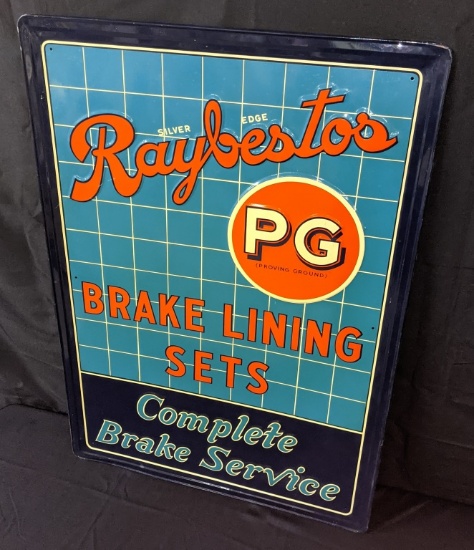 SILVER EDGE
Raybestos
PG
(PROVING GROUND)
BRAKE LINING
SETS
Complete
Brake Service